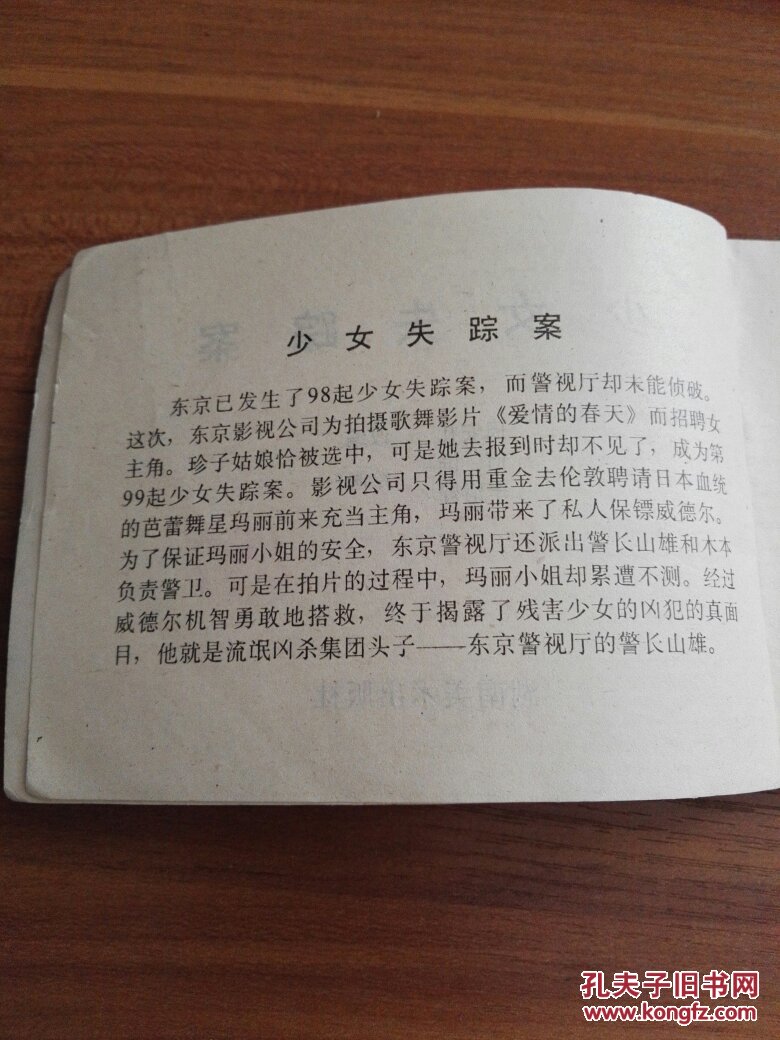 少女失踪案
东京已发生了98起少女失踪案，而警视厅却未能侦破。
这次，东京影视公司为拍摄歌舞影片《爱情的春天》而招聘女
主角。珍子姑娘恰被选中，可是她去报到时却不见了，成为第
99起少女失踪案。影视公司只得用重金去伦敦聘请日本血统
的芭蕾舞星玛丽前来充当主角，玛丽带来了私人保镖威德尔。
为了保证玛丽小姐的安全，东京警视厅还派出警长山雄和木本
负责警卫。可是在拍片的过程中，玛丽小姐却累遭不测。经过
威德尔机智勇敢地搭救，终于揭露了残害少女的凶犯的真面
目，他就是流氓凶杀集团头子——东京警视厅的警长山雄。
孔夫子旧书网
www.kongfz.com